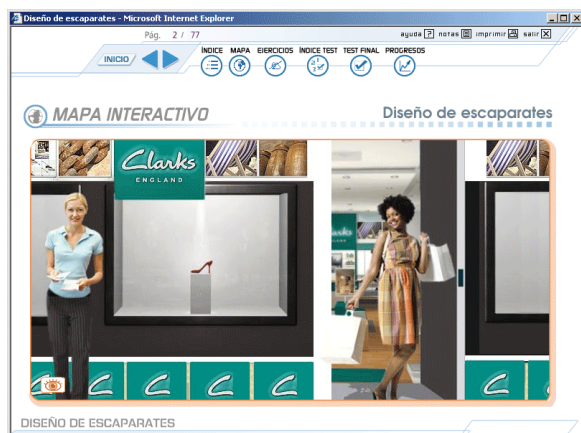 Diseño de escaparates - Microsoft Internet Explorer
Pág. 2 / 77
ayuda ? notas imprimir salir
INICIO
ÍNDICE MAPA EJERCICIOS ÍNDICE TEST TEST FINAL PROGRESOS
MAPA INTERACTIVO
Diseño de escaparates
Clarks
ENGLAND
C C C C C C
DISEÑO DE ESCAPARATES